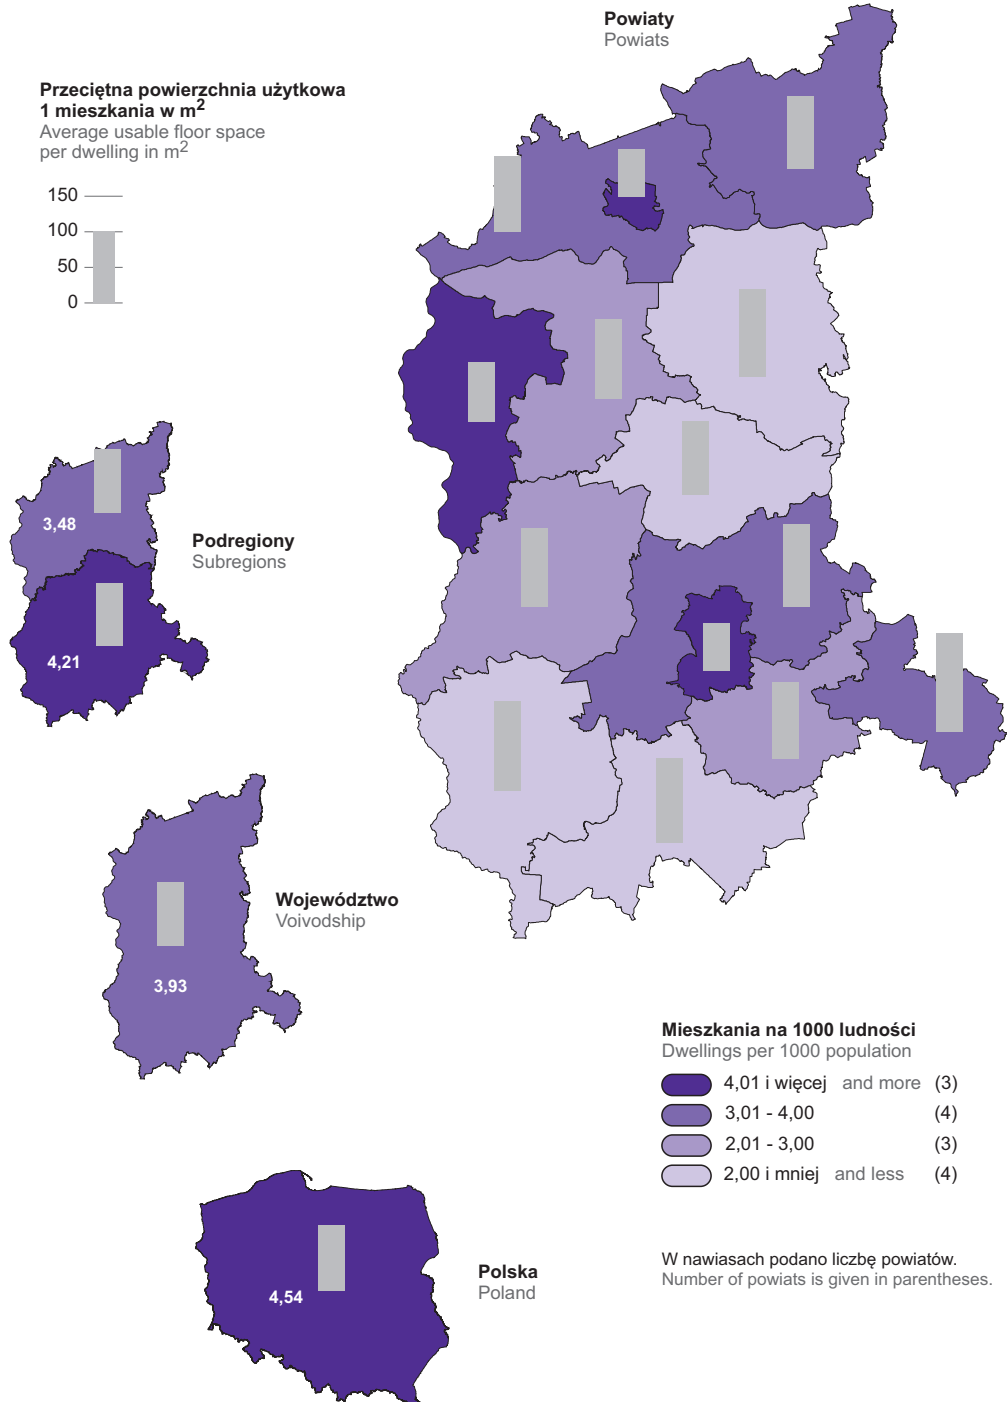 Powiaty
Powiats
Przeciętna powierzchnia użytkowa
1 mieszkania w m²
Average usable floor space
per dwelling in m²
150
100
50
0
3,48
Podregiony
Subregions
4,21
Województwo
Voivodship
3,93
Mieszkania na 1000 ludności
Dwellings per 1000 population
4,01 i więcej and more (3)
3,01 - 4,00 (4)
2,01 - 3,00 (3)
2,00 i mniej and less (4)
W nawiasach podano liczbę powiatów.
Number of powiats is given in parentheses.
Polska
Poland
4,54